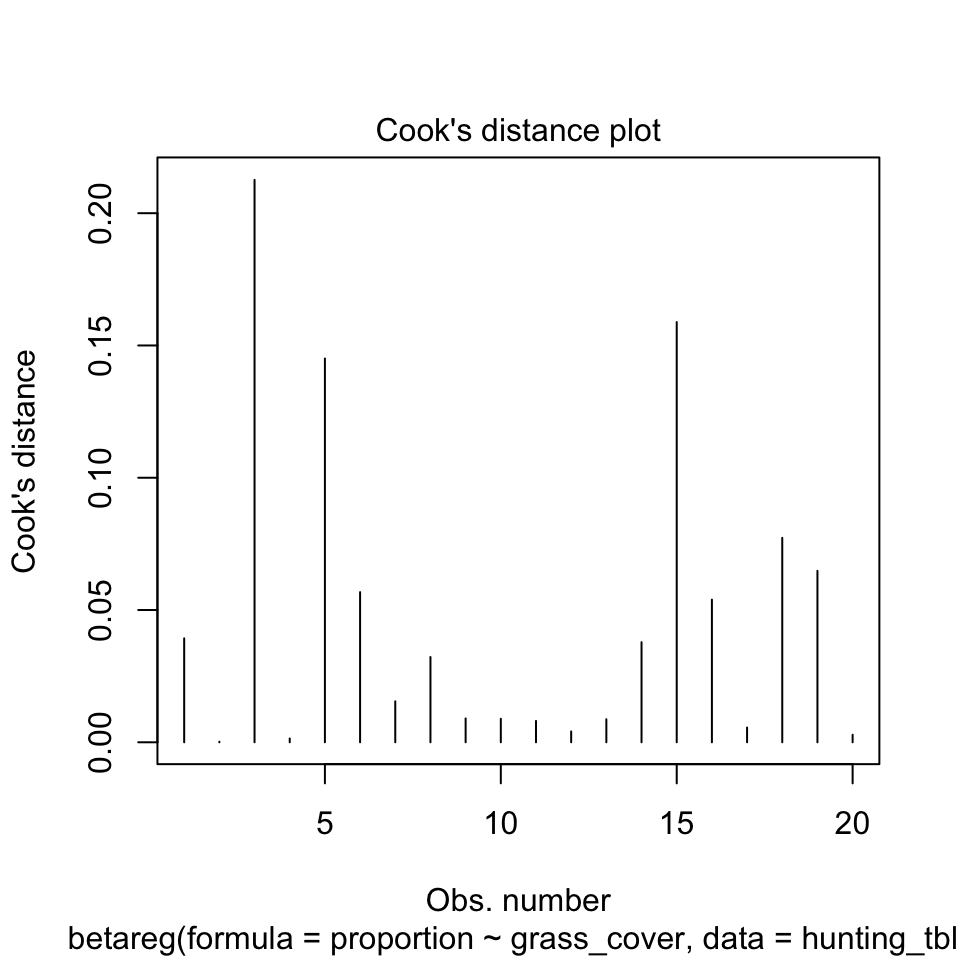 Cook's distance plot
Cook's distance
0.20
0.15
0.10
0.05
0.00
5 10 15 20
Obs. number
betareg(formula = proportion ~ grass_cover, data = hunting_tbl